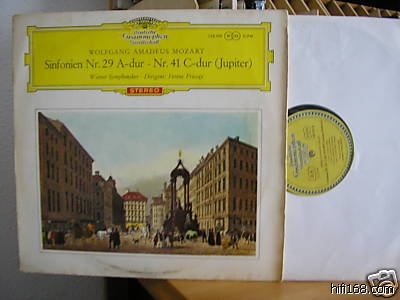 Deutsche
Grammophon
Gesellschaft
WOLFGANG AMADEUS MOZART
Sinfonien Nr. 29 A-dur - Nr. 41 C-dur (Jupiter)
Wiener Symphoniker · Dirigent: Ferenc Fricsay
STEREO
hifi168.com